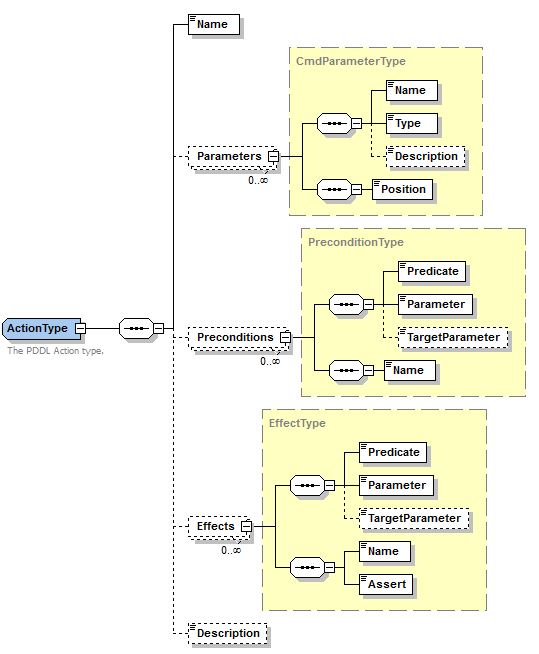 Name
CmdParameterType
Name
Type
Parameters
Description
0..∞
Position
PreconditionType
Predicate
Parameter
ActionType
Preconditions
TargetParameter
The PDDL Action type.
0..∞
Name
EffectType
Predicate
Parameter
TargetParameter
Effects
0..∞
Name
Assert
Description